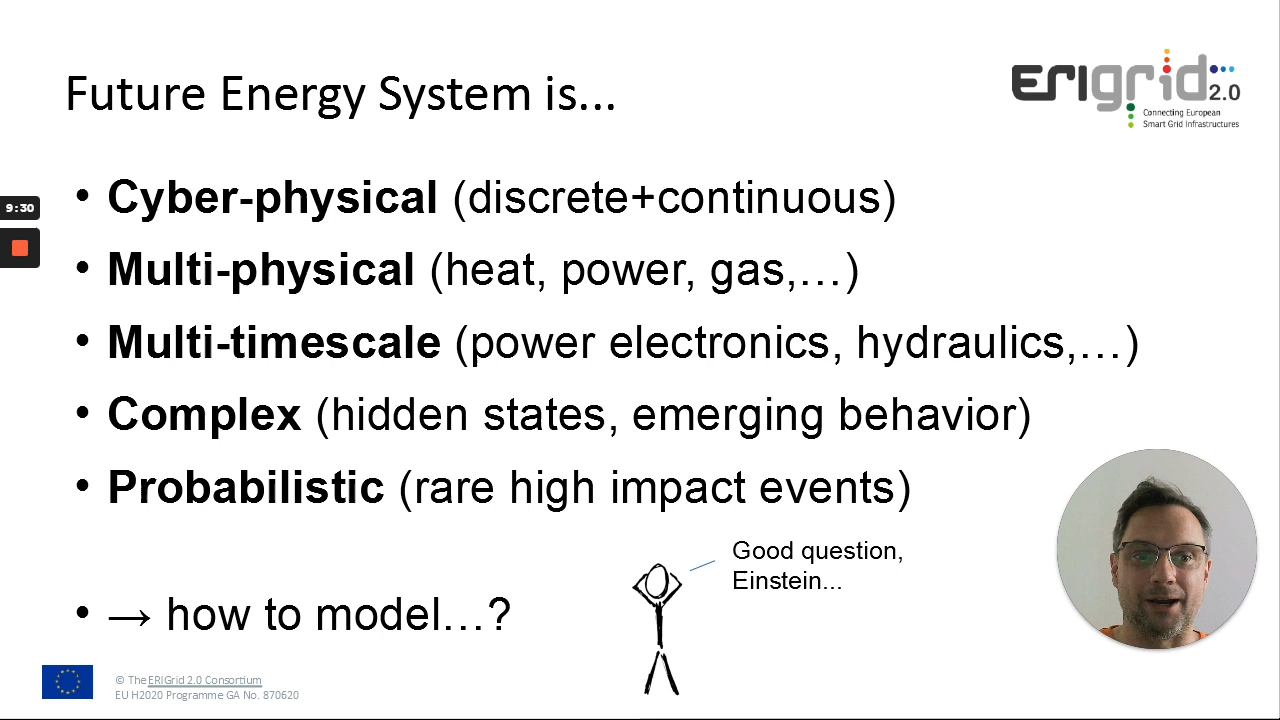 Future Energy System is...
ERIgrid 2.0
Connecting European
Smart Grid Infrastructures
• Cyber-physical (discrete+continuous)
9:30
• Multi-physical (heat, power, gas,...)
• Multi-timescale (power electronics, hydraulics,...)
• Complex (hidden states, emerging behavior)
• Probabilistic (rare high impact events)
Good question,
Einstein...
• → how to model...?
© The ERIGrid 2.0 Consortium
EU H2020 Programme GA No. 870620